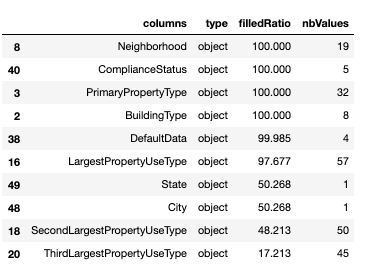 columns type filledRatio nbValues
8 Neighborhood object 100.000 19
40 ComplianceStatus object 100.000 5
3 PrimaryPropertyType object 100.000 32
2 BuildingType object 100.000 8
38 DefaultData object 99.985 4
16 LargestPropertyUseType object 97.677 57
49 State object 50.268 1
48 City object 50.268 1
18 SecondLargestPropertyUseType object 48.213 50
20 ThirdLargestPropertyUseType object 17.213 45